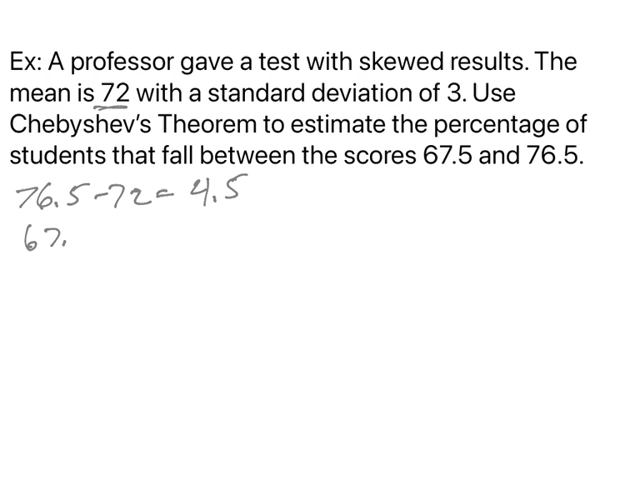 Ex: A professor gave a test with skewed results. The
mean is 72 with a standard deviation of 3. Use
Chebyshev’s Theorem to estimate the percentage of
students that fall between the scores 67.5 and 76.5.
76.5-72= 4.5
67.